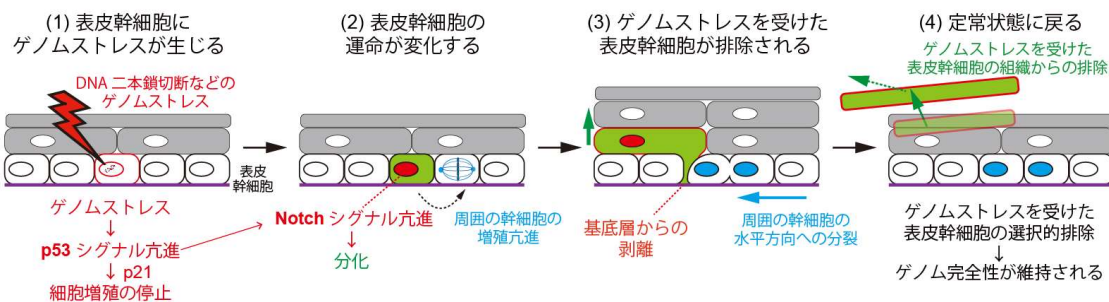 (1) 表皮幹細胞に
ゲノムストレスが生じる
DNA 二本鎖切断などの
ゲノムストレス
表皮
幹細胞
ゲノムストレス
↓
p53 シグナル亢進
↓ p21
細胞増殖の停止
(2) 表皮幹細胞の
運命が変化する
Notch シグナル亢進
↓
分化
周囲の幹細胞の
増殖亢進
(3) ゲノムストレスを受けた
表皮幹細胞が排除される
基底層からの
剥離
周囲の幹細胞の
水平方向への分裂
(4) 定常状態に戻る
ゲノムストレスを受けた
表皮幹細胞の組織からの排除
ゲノムストレスを受けた
表皮幹細胞の選択的排除
↓
ゲノム完全性が維持される